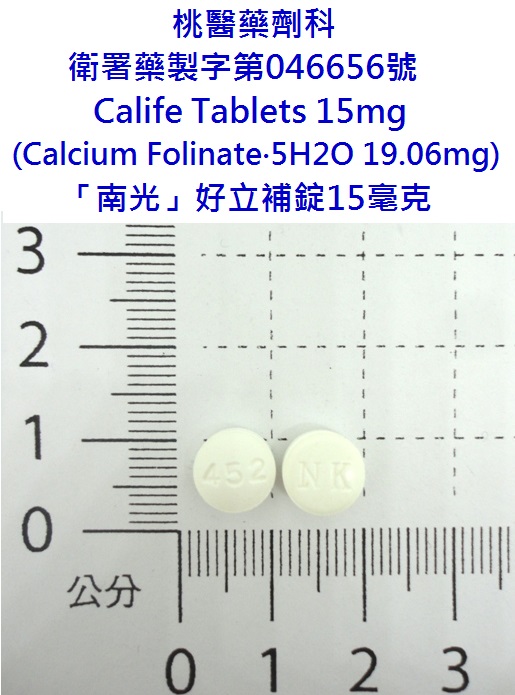 桃醫藥劑科
衛署藥製字第046656號
Calife Tablets 15mg
(Calcium Folinate·5H2O 19.06mg)
「南光」好立補錠15毫克
3
2
1
0
452 NK
公分
0 1 2 3